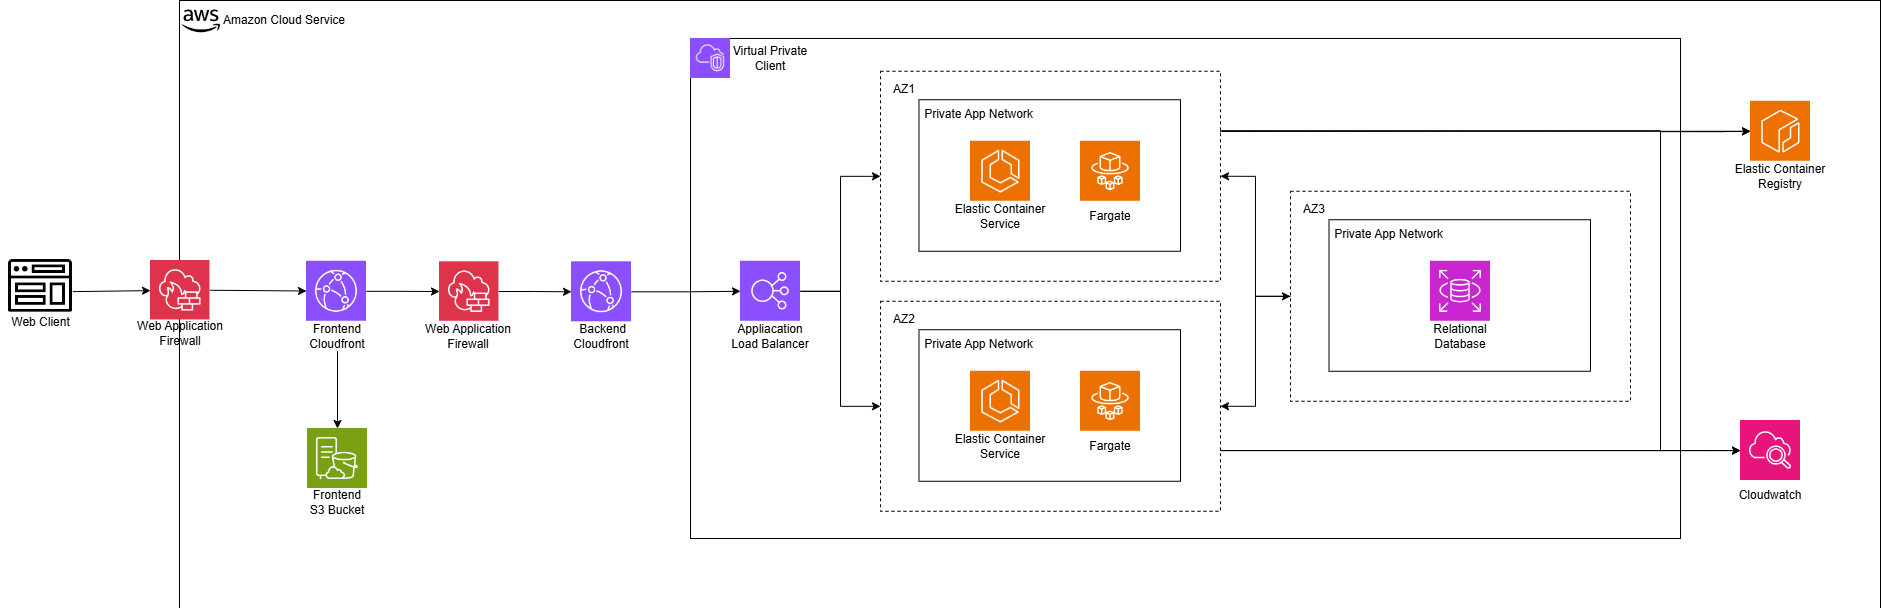 aws
Amazon Cloud Service
Virtual Private
Client
AZ1
Private App Network
Elastic Container
Service
Fargate
Elastic Container
Registry
AZ3
Private App Network
Relational
Database
Web Client
Web Application
Firewall
Frontend
Cloudfront
Web Application
Firewall
Backend
Cloudfront
Appliacation
Load Balancer
AZ2
Private App Network
Elastic Container
Service
Fargate
Frontend
S3 Bucket
Cloudwatch